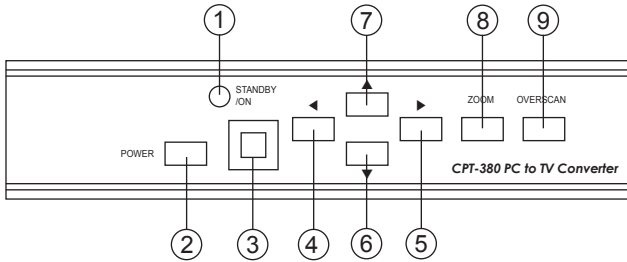 1 7 8 9
STANDBY
/ON
ZOOM OVERSCAN
POWER
CPT-380 PC to TV Converter
2 3 4 6 5